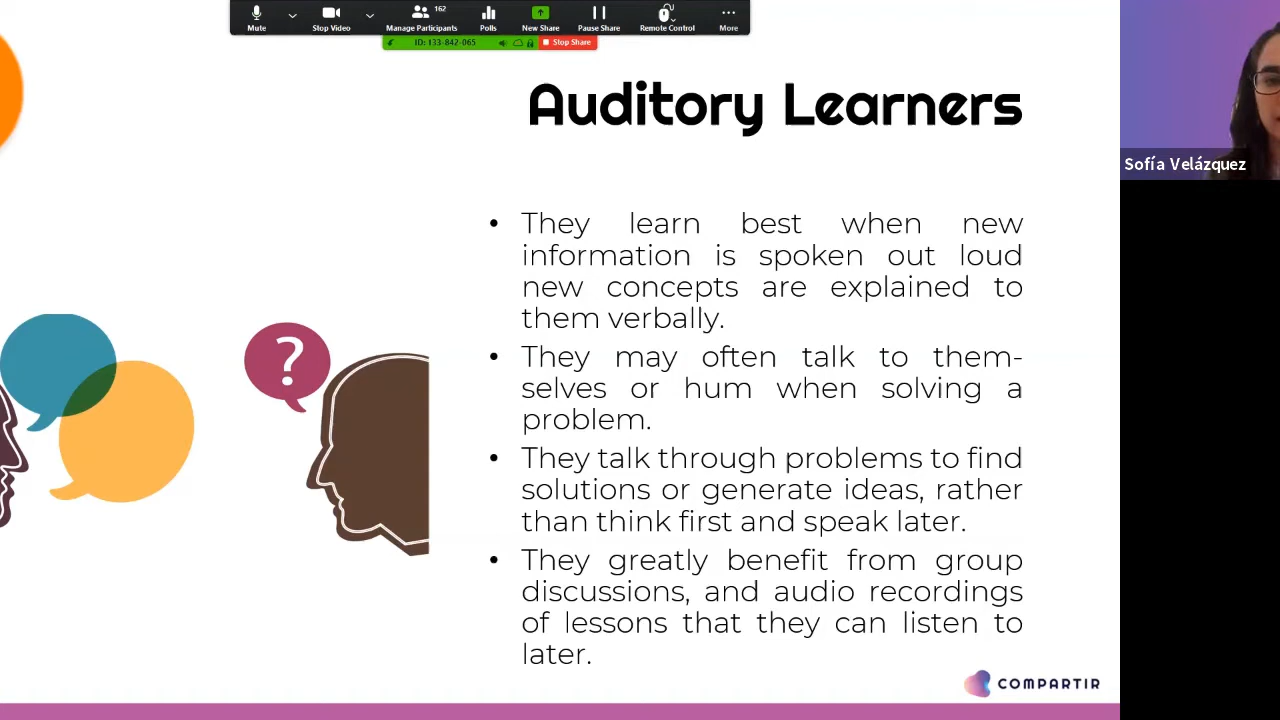 162
Mute
Stop Video
Manage Participants
Polls
New Share
Pause Share
Remote Control
More
ID: 133-842-065
Stop Share
Auditory Learners
Sofía Velázquez
• They learn best when new
information is spoken out loud
new concepts are explained to
them verbally.
• They may often talk to them-
selves or hum when solving a
problem.
• They talk through problems to find
solutions or generate ideas, rather
than think first and speak later.
• They greatly benefit from group
discussions, and audio recordings
of lessons that they can listen to
later.
?
COMPARTIR